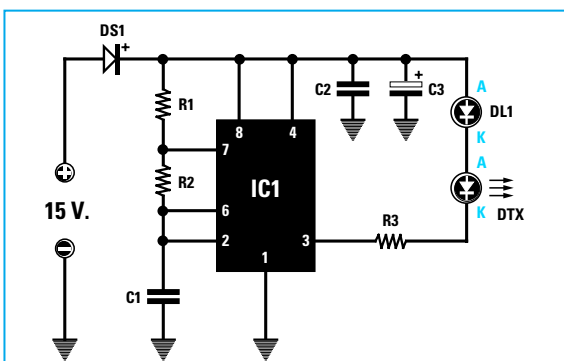 DS1
+
R1
C2
+
C3
A
DL1
K
8
4
7
R2
IC1
A
K
DTX
15 V.
6
2
3
R3
1
C1